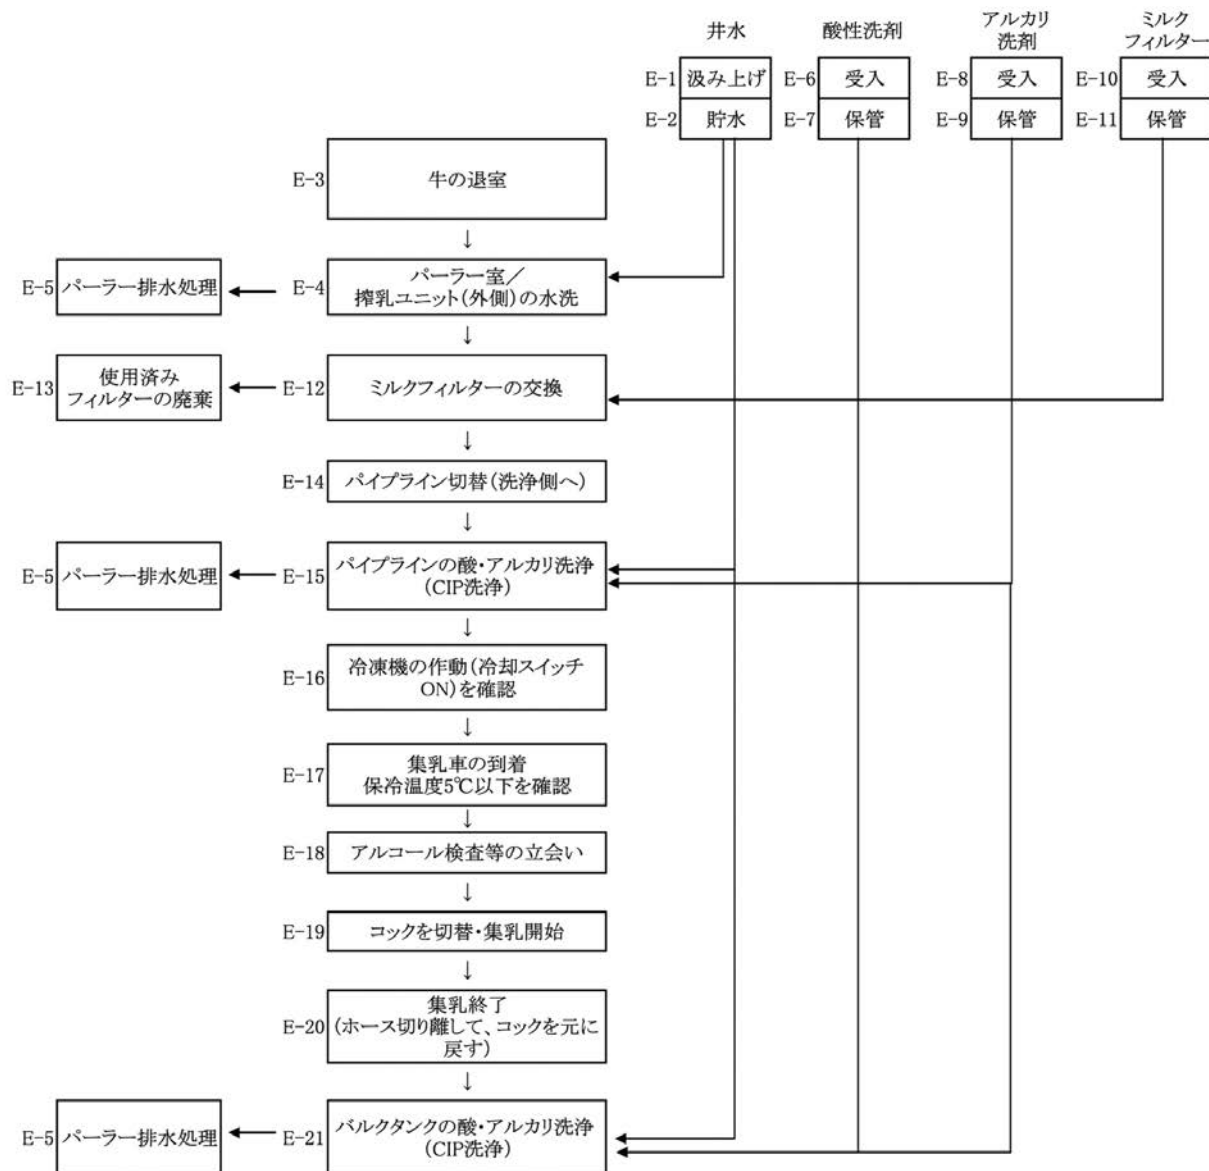 井水
酸性洗剤
アルカリ
洗剤
ミルク
フィルター
E-1 汲み上げ
E-6 受入
E-8 受入
E-10 受入
E-2 貯水
E-7 保管
E-9 保管
E-11 保管
E-3 牛の退室
↓
E-5 パーラー排水処理
E-4 パーラー室／
搾乳ユニット(外側)の水洗
↓
E-13 使用済み
フィルターの廃棄
E-12 ミルクフィルターの交換
↓
E-14 パイプライン切替(洗浄側へ)
↓
E-5 パーラー排水処理
E-15 パイプラインの酸・アルカリ洗浄
(CIP洗浄)
↓
E-16 冷凍機の作動(冷却スイッチ
ON)を確認
↓
E-17 集乳車の到着
保冷温度5℃以下を確認
↓
E-18 アルコール検査等の立会い
↓
E-19 コックを切替・集乳開始
↓
E-20 集乳終了
(ホース切り離して、コックを元に
戻す)
↓
E-5 パーラー排水処理
E-21 バルクタンクの酸・アルカリ洗浄
(CIP洗浄)